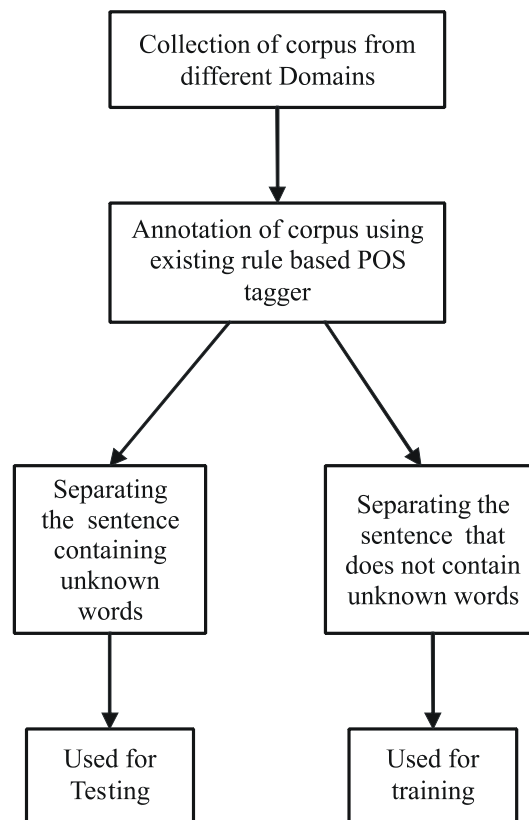 Collection of corpus from
different Domains
Annotation of corpus using
existing rule based POS
tagger
Separating
the sentence
containing
unknown
words
Separating the
sentence that
does not contain
unknown words
Used for
Testing
Used for
training